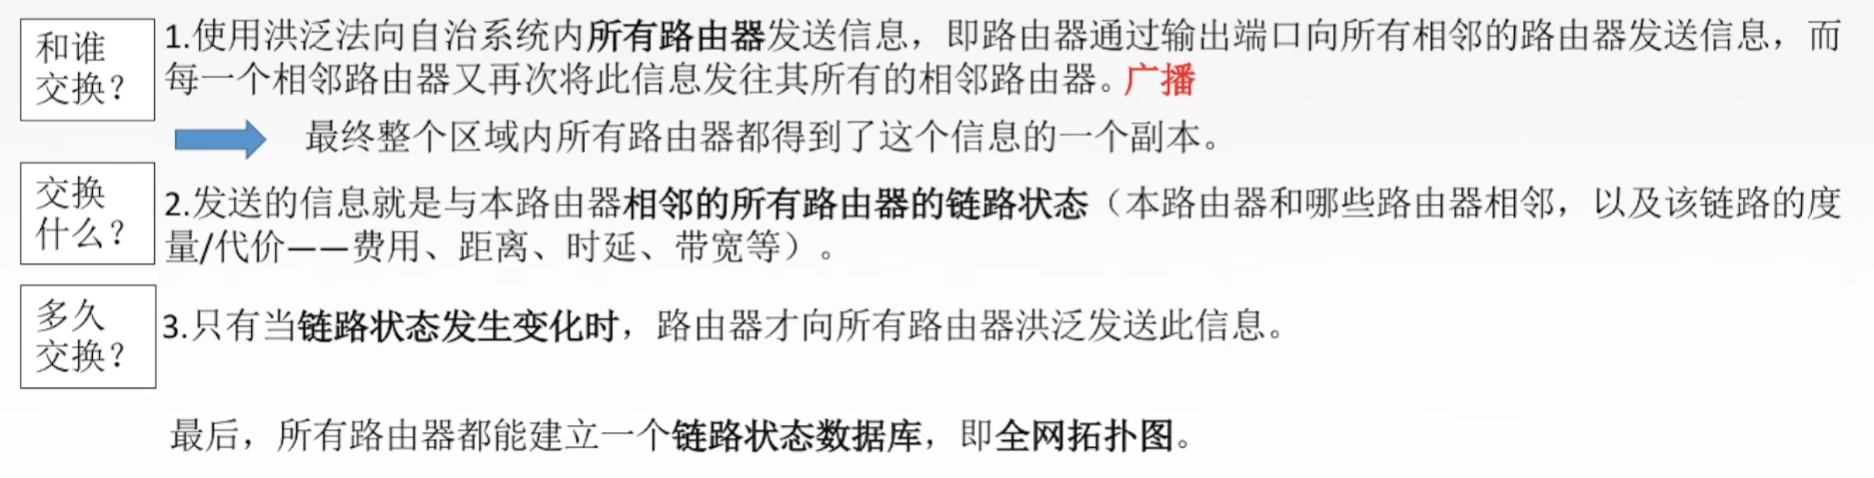 和谁
交换？
1.使用洪泛法向自治系统内所有路由器发送信息，即路由器通过输出端口向所有相邻的路由器发送信息，而
每一个相邻路由器又再次将此信息发往其所有的相邻路由器。广播
最终整个区域内所有路由器都得到了这个信息的一个副本。
交换
什么？
2.发送的信息就是与本路由器相邻的所有路由器的链路状态（本路由器和哪些路由器相邻，以及该链路的度
量/代价——费用、距离、时延、带宽等）。
多久
交换？
3.只有当链路状态发生变化时，路由器才向所有路由器洪泛发送此信息。
最后，所有路由器都能建立一个链路状态数据库，即全网拓扑图。